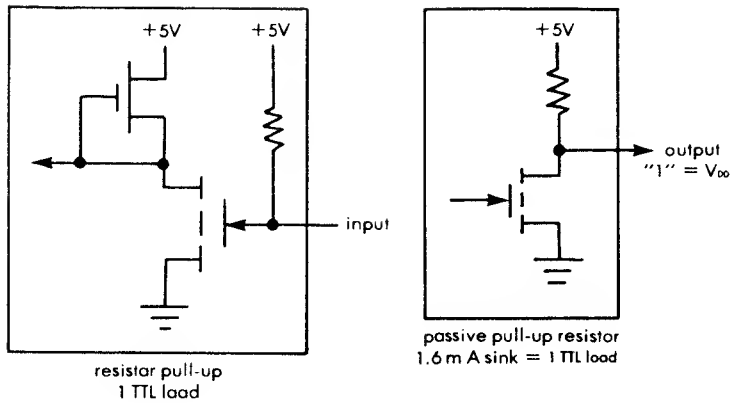 +5V
+5V
input
resistar pull-up
1 TTL laad
+5V
output
"1" = VDD
passive pull-up resistor
1.6 m A sink = 1 TTL load